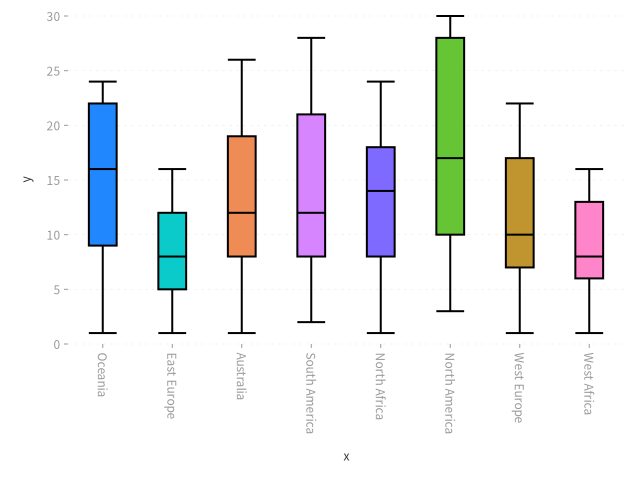 30
25
20
15
10
5
0
y
Oceania
East Europe
Australia
South America
North Africa
North America
West Europe
West Africa
x